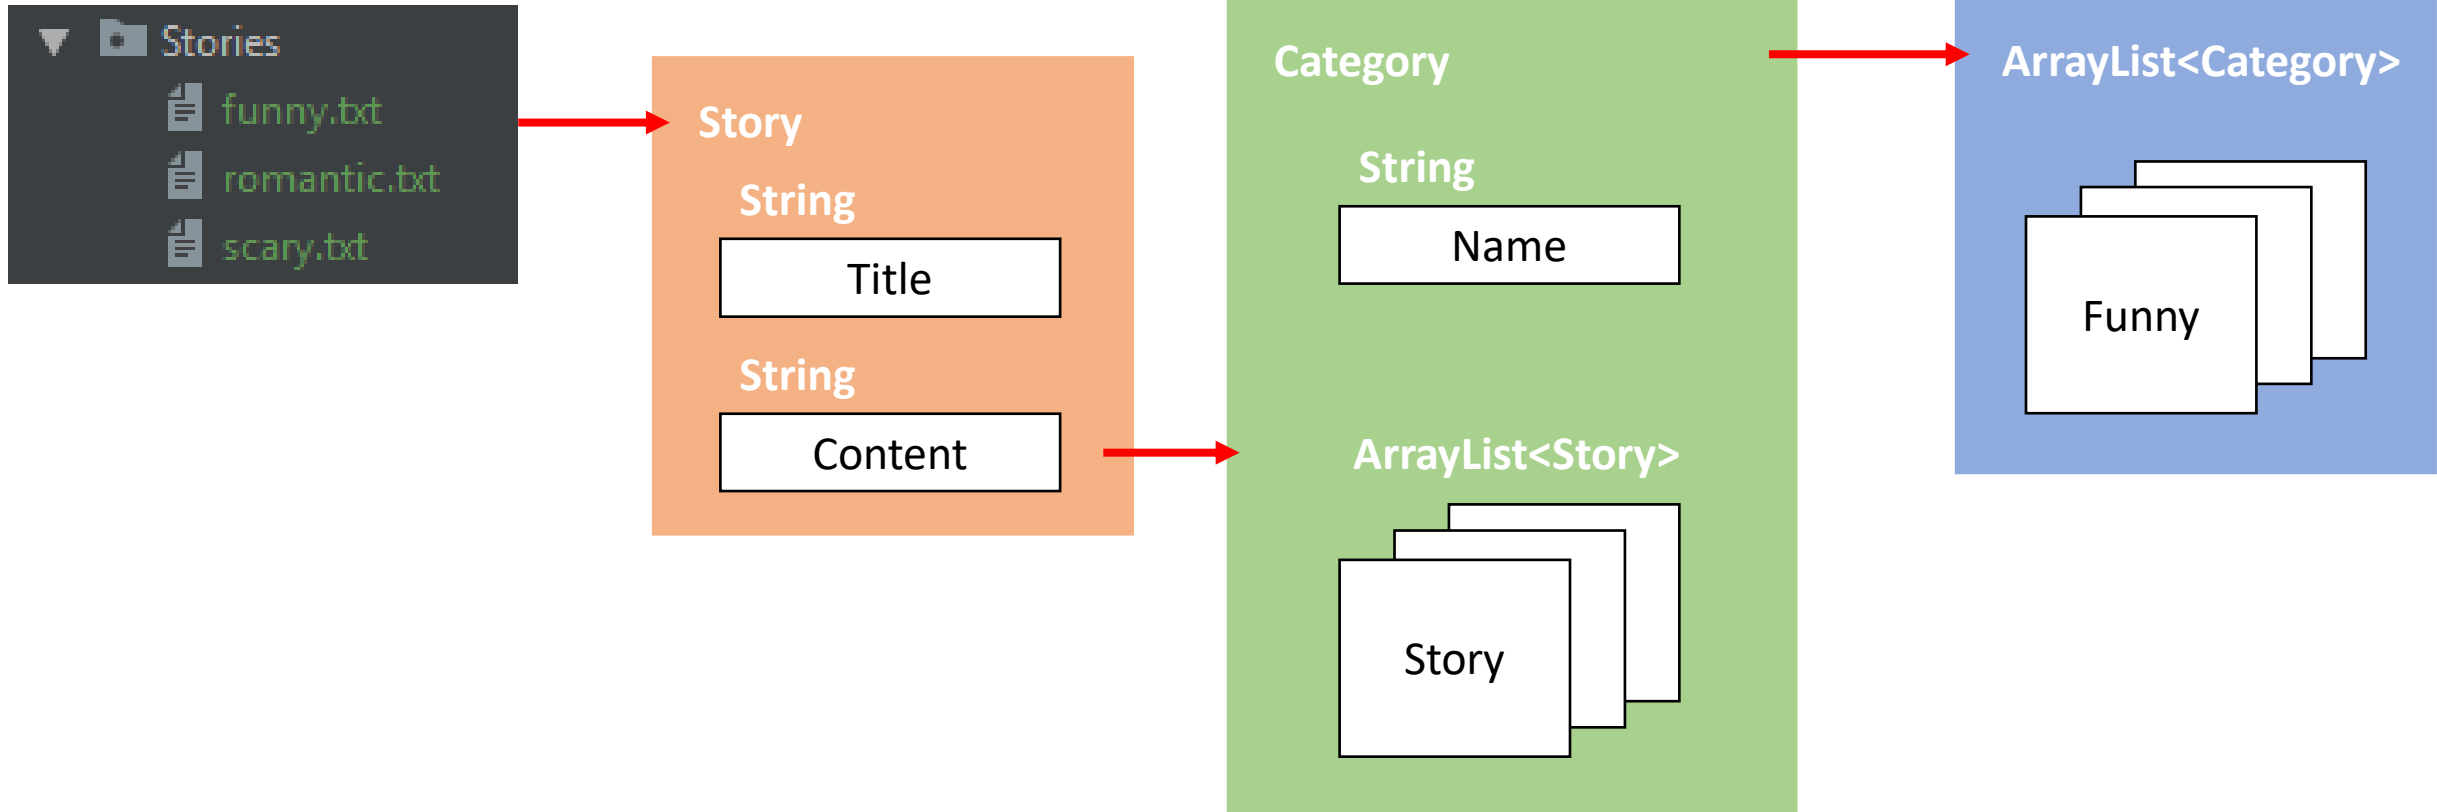 Stories
funny.txt
romantic.txt
scary.txt
Story
String
Title
String
Content
Category
String
Name
ArrayList<Story>
Story
ArrayList<Category>
Funny